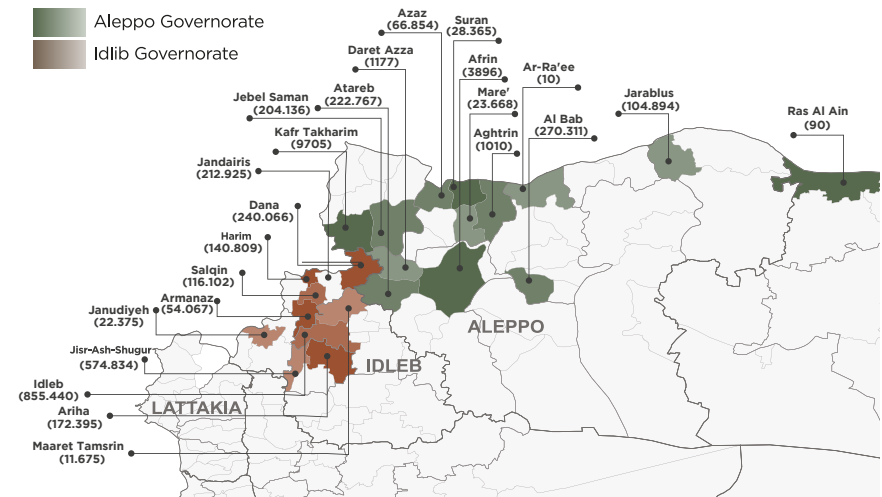 Aleppo Governorate
Idlib Governorate
Azaz
(66.854)
Suran
(28.365)
Daret Azza
(1177)
Afrin
(3896)
Ar-Ra'ee
(10)
Atareb
(222.767)
Mare'
(23.668)
Jebel Saman
(204.136)
Jarablus
(104.894)
Al Bab
(270.311)
Ras Al Ain
(90)
Kafr Takharim
(9705)
Aghtrin
(1010)
Jandairis
(212.925)
Dana
(240.066)
Harim
(140.809)
Salqin
(116.102)
Armanaz
(54.067)
Janudiyeh
(22.375)
ALEPPO
Jisr-Ash-Shugur
(574.834)
IDLEB
Idleb
(855.440)
LATTAKIA
Ariha
(172.395)
Maaret Tamsrin
(11.675)